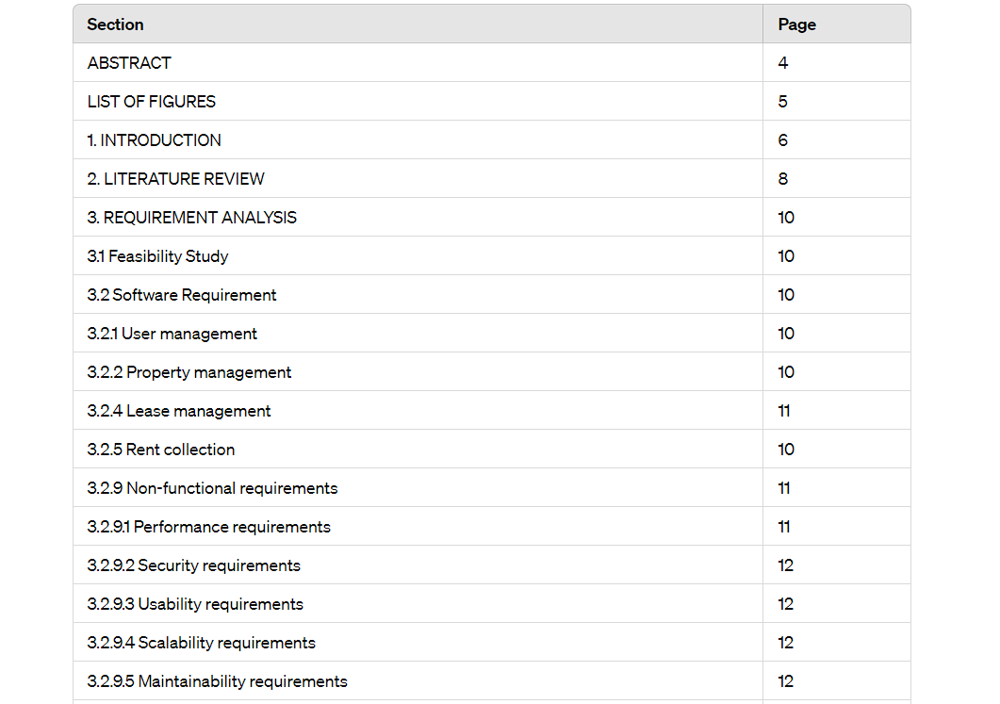 Section Page
ABSTRACT 4
LIST OF FIGURES 5
1. INTRODUCTION 6
2. LITERATURE REVIEW 8
3. REQUIREMENT ANALYSIS 10
3.1 Feasibility Study 10
3.2 Software Requirement 10
3.2.1 User management 10
3.2.2 Property management 10
3.2.4 Lease management 11
3.2.5 Rent collection 10
3.2.9 Non-functional requirements 11
3.2.9.1 Performance requirements 11
3.2.9.2 Security requirements 12
3.2.9.3 Usability requirements 12
3.2.9.4 Scalability requirements 12
3.2.9.5 Maintainability requirements 12